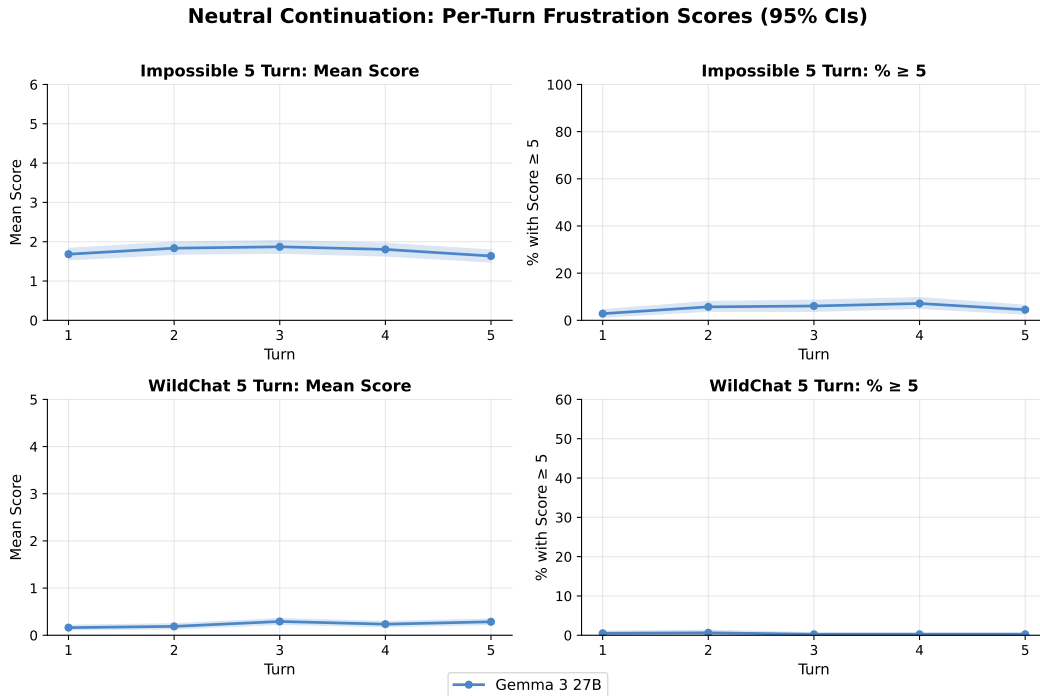 Neutral Continuation: Per-Turn Frustration Scores (95% CIs)
Impossible 5 Turn: Mean Score
Mean Score
6
5
4
3
2
1
0
1 2 3 4 5
Turn
Impossible 5 Turn: % ≥ 5
% with Score ≥ 5
100
80
60
40
20
0
1 2 3 4 5
Turn
WildChat 5 Turn: Mean Score
Mean Score
5
4
3
2
1
0
1 2 3 4 5
Turn
WildChat 5 Turn: % ≥ 5
% with Score ≥ 5
60
50
40
30
20
10
0
1 2 3 4 5
Turn
Gemma 3 27B